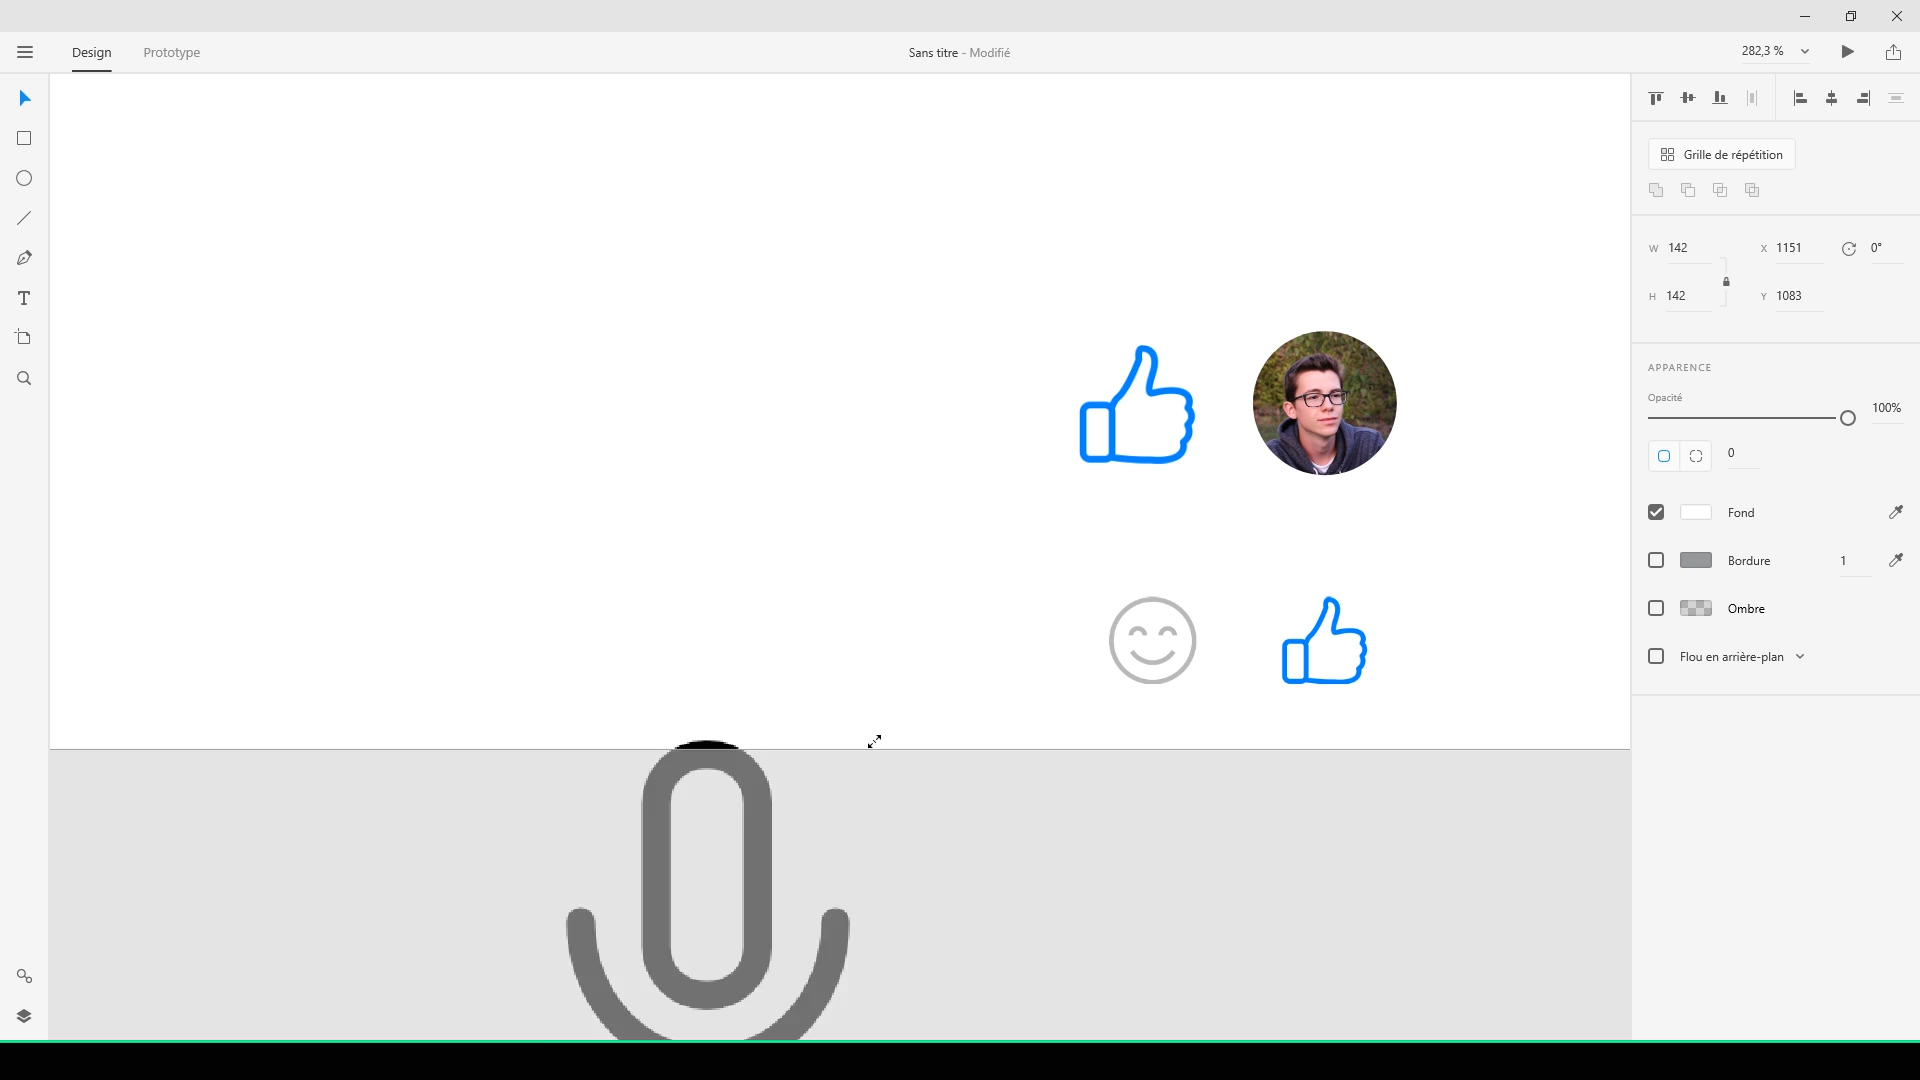 Design
Prototype
Sans titre - Modifié
282,3 %
Grille de répétition
W 142
X 1151
0°
H 142
Y 1083
APPARENCE
Opacité
100%
0
Fond
Bordure
1
Ombre
Flou en arrière-plan